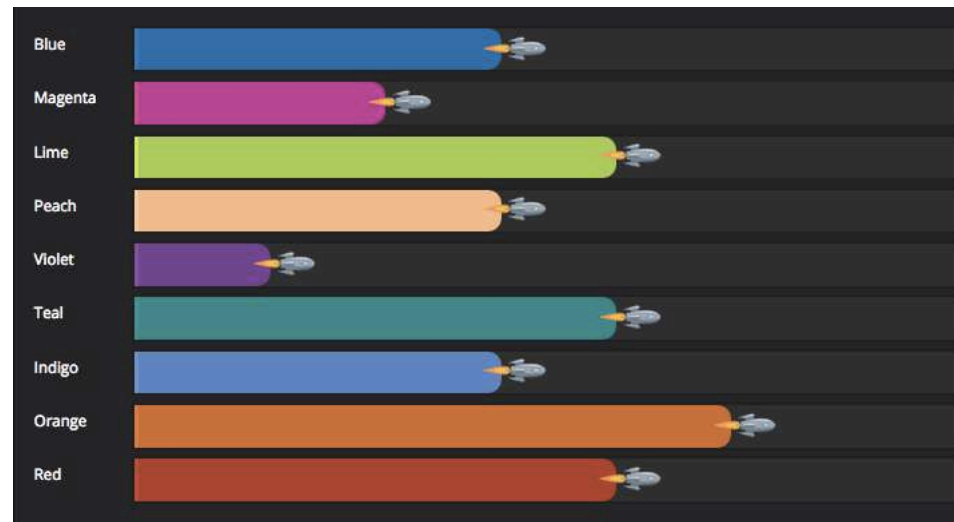 Blue
Magenta
Lime
Peach
Violet
Teal
Indigo
Orange
Red